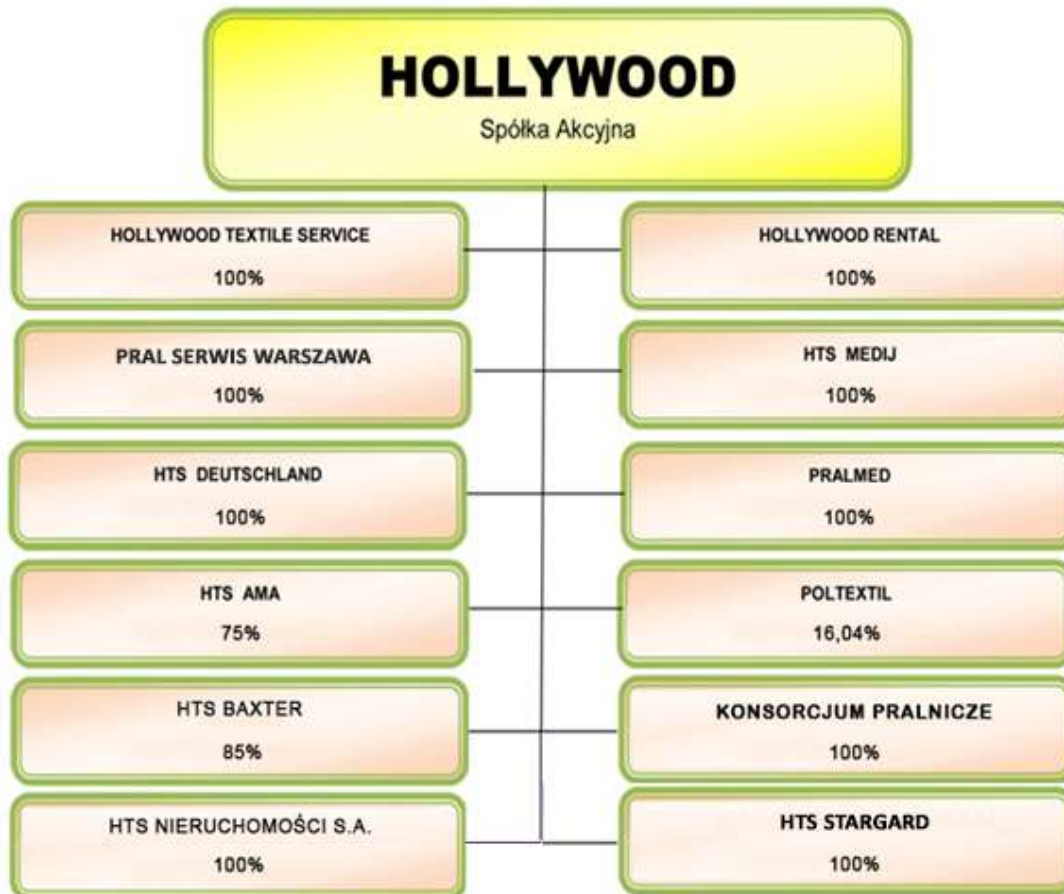 HOLLYWOOD
Spółka Akcyjna
HOLLYWOOD TEXTILE SERVICE
100%
HOLLYWOOD RENTAL
100%
PRAL SERWIS WARSZAWA
100%
HTS MEDIJ
100%
HTS DEUTSCHLAND
100%
PRALMED
100%
HTS AMA
75%
POLTEXTIL
16,04%
HTS BAXTER
85%
KONSORCJUM PRALNICZE
100%
HTS NIERUCHOMOŚCI S.A.
100%
HTS STARGARD
100%